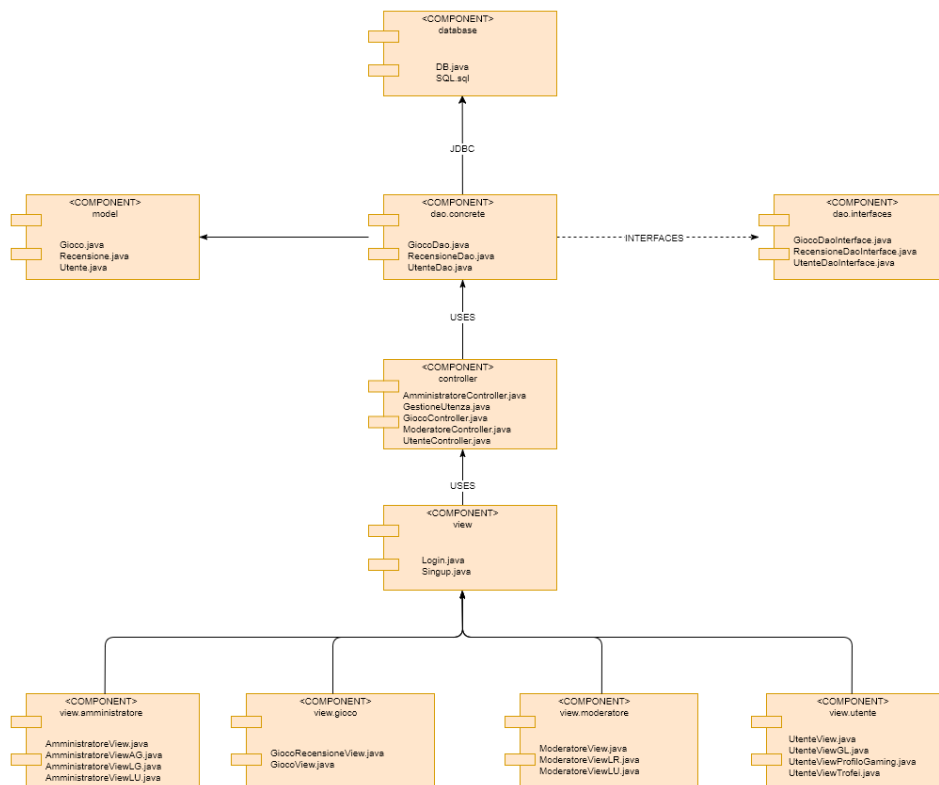 <COMPONENT>
database
DB.java
SQL.sql
JDBC
<COMPONENT>
model
Gioco.java
Recensione.java
Utente.java
<COMPONENT>
dao.concrete
GiocoDao.java
RecensioneDao.java
UtenteDao.java
INTERFACES
<COMPONENT>
dao.interfaces
GiocoDaoInterface.java
RecensioneDaoInterface.java
UtenteDaoInterface.java
USES
<COMPONENT>
controller
AmministratoreController.java
GestioneUtenza.java
GiocoController.java
ModeratoreController.java
UtenteController.java
USES
<COMPONENT>
view
Login.java
Singup.java
<COMPONENT>
view.amministratore
AmministratoreView.java
AmministratoreViewAG.java
AmministratoreViewLG.java
AmministratoreViewLU.java
<COMPONENT>
view.gioco
GiocoRecensioneView.java
GiocoView.java
<COMPONENT>
view.moderatore
ModeratoreView.java
ModeratoreViewLR.java
ModeratoreViewLU.java
<COMPONENT>
view.utente
UtenteView.java
UtenteViewGL.java
UtenteViewProfiloGaming.java
UtenteViewTrofei.java